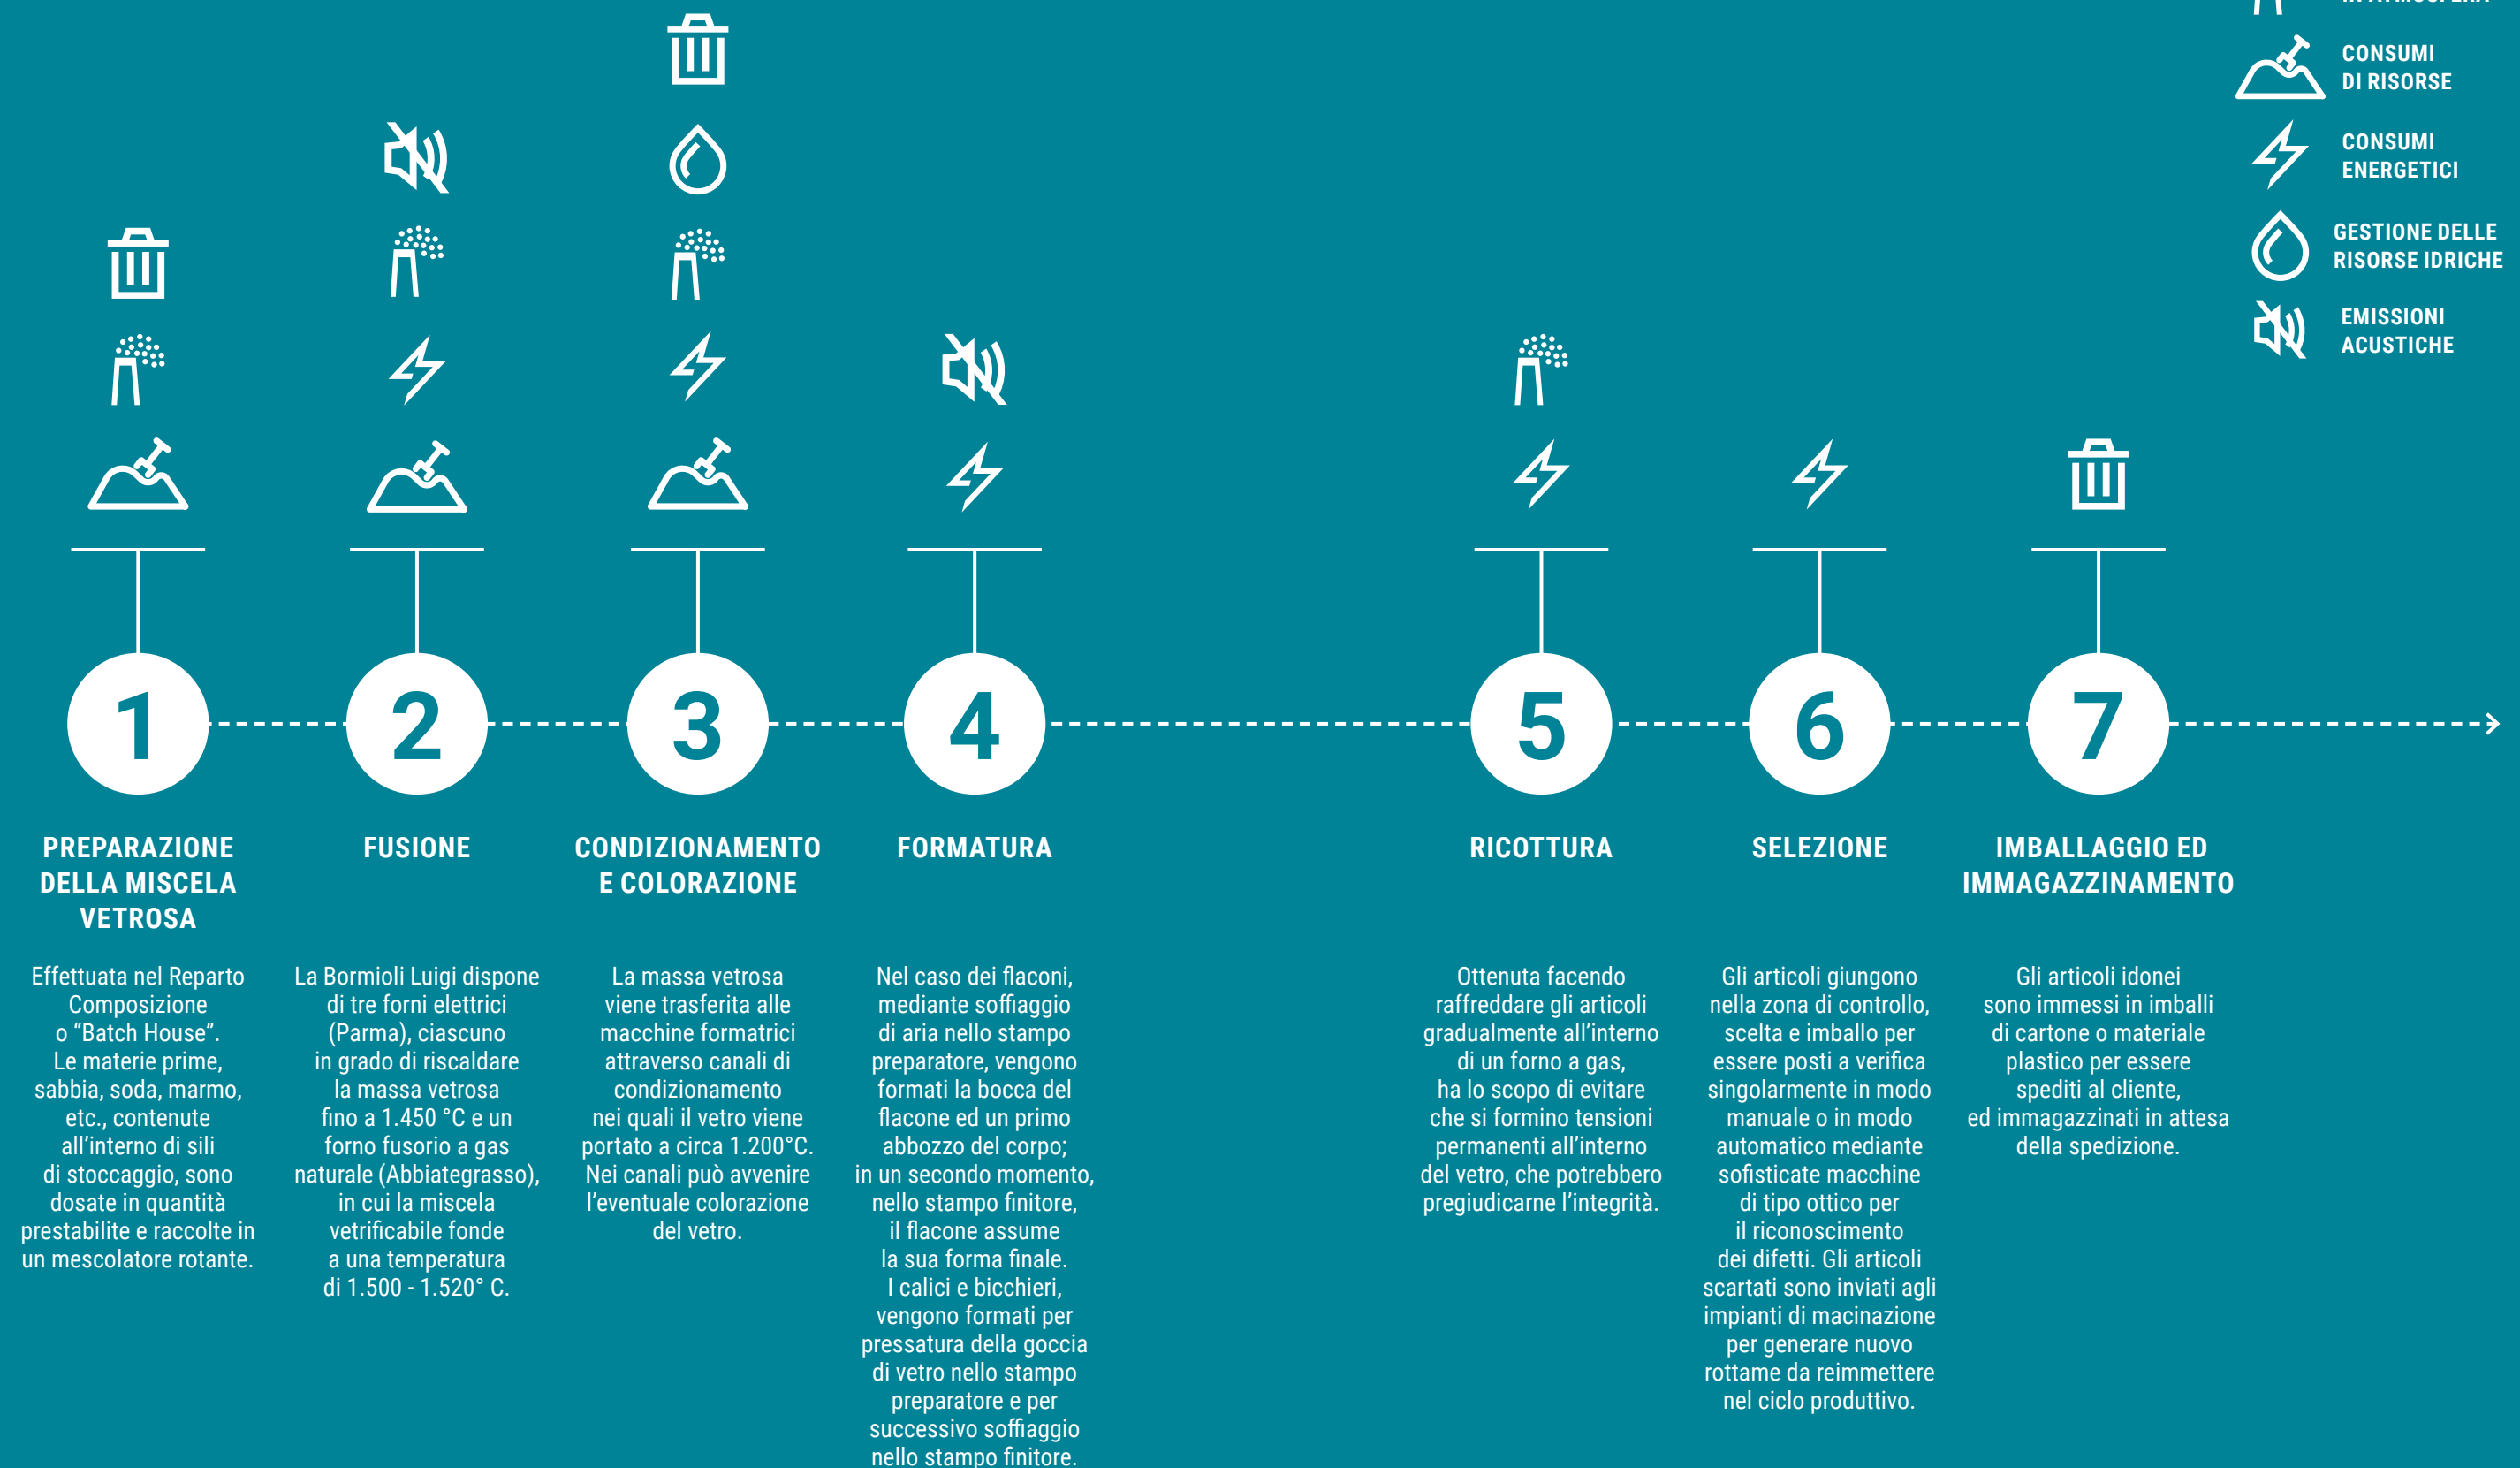 IN ATMOSFERA
CONSUMI
DI RISORSE
CONSUMI
ENERGETICI
GESTIONE DELLE
RISORSE IDRICHE
EMISSIONI
ACUSTICHE
1
PREPARAZIONE
DELLA MISCELA
VETROSA
Effettuata nel Reparto
Composizione
o “Batch House”.
Le materie prime,
sabbia, soda, marmo,
etc., contenute
all’interno di sili
di stoccaggio, sono
dosate in quantità
prestabilite e raccolte in
un mescolatore rotante.
2
FUSIONE
La Bormioli Luigi dispone
di tre forni elettrici
(Parma), ciascuno
in grado di riscaldare
la massa vetrosa
fino a 1.450 °C e un
forno fusorio a gas
naturale (Abbiategrasso),
in cui la miscela
vetrificabile fonde
a una temperatura
di 1.500 - 1.520° C.
3
CONDIZIONAMENTO
E COLORAZIONE
La massa vetrosa
viene trasferita alle
macchine formatrici
attraverso canali di
condizionamento
nei quali il vetro viene
portato a circa 1.200°C.
Nei canali può avvenire
l’eventuale colorazione
del vetro.
4
FORMATURA
Nel caso dei flaconi,
mediante soffiaggio
di aria nello stampo
preparatore, vengono
formati la bocca del
flacone ed un primo
abbozzo del corpo;
in un secondo momento,
nello stampo finitore,
il flacone assume
la sua forma finale.
I calici e bicchieri,
vengono formati per
pressatura della goccia
di vetro nello stampo
preparatore e per
successivo soffiaggio
nello stampo finitore.
5
RICOTTURA
Ottenuta facendo
raffreddare gli articoli
gradualmente all’interno
di un forno a gas,
ha lo scopo di evitare
che si formino tensioni
permanenti all’interno
del vetro, che potrebbero
pregiudicarne l’integrità.
6
SELEZIONE
Gli articoli giungono
nella zona di controllo,
scelta e imballo per
essere posti a verifica
singolarmente in modo
manuale o in modo
automatico mediante
sofisticate macchine
di tipo ottico per
il riconoscimento
dei difetti. Gli articoli
scartati sono inviati agli
impianti di macinazione
per generare nuovo
rottame da reimmettere
nel ciclo produttivo.
7
IMBALLAGGIO ED
IMMAGAZZINAMENTO
Gli articoli idonei
sono immessi in imballi
di cartone o materiale
plastico per essere
spediti al cliente,
ed immagazzinati in attesa
della spedizione.